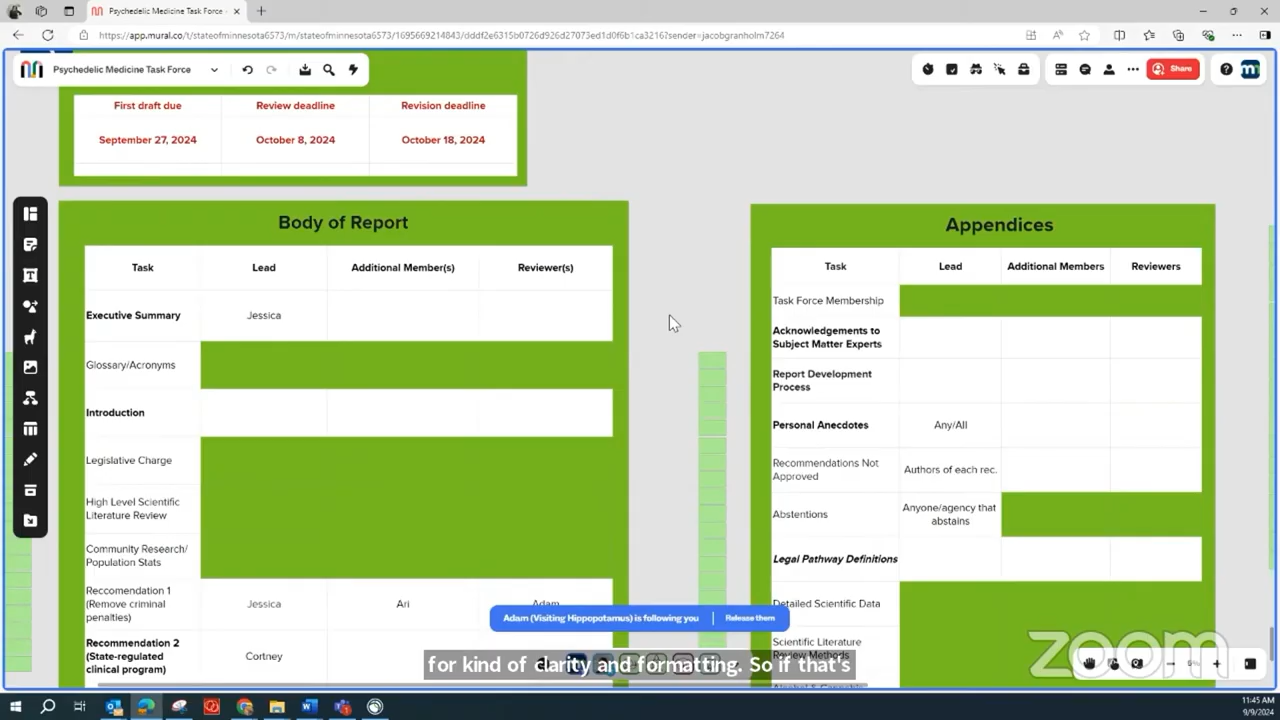 Psychedelic Medicine Task Force
https://app.mural.co/t/stateofminnesota6573/m/stateofminnesota6573/1695669214843/dddf2e6315b0726d926d27073ed1d0f6b1ca3216?sender=jacobgranholm7264
Psychedelic Medicine Task Force
Share
First draft due
Review deadline
Revision deadline
September 27, 2024
October 8, 2024
October 18, 2024
Body of Report
Task
Lead
Additional Member(s)
Reviewer(s)
Executive Summary
Jessica
Glossary/Acronyms
Introduction
Legislative Charge
High Level Scientific
Literature Review
Community Research/
Population Stats
Reccomendation 1
(Remove criminal
penalties)
Jessica
Ari
Adam
Recommendation 2
(State-regulated
clinical program)
Cortney
Appendices
Task
Lead
Additional Members
Reviewers
Task Force Membership
Acknowledgements to
Subject Matter Experts
Report Development
Process
Personal Anecdotes
Any/All
Recommendations Not
Approved
Authors of each rec.
Abstentions
Anyone/agency that
abstains
Legal Pathway Definitions
Detailed Scientific Data
Scientific Literature
Review Methods
Adam (Visiting Hippopotamus) is following you
Release them
for kind of clarity and formatting. So if that's
zoom
11:45 AM
9/9/2024